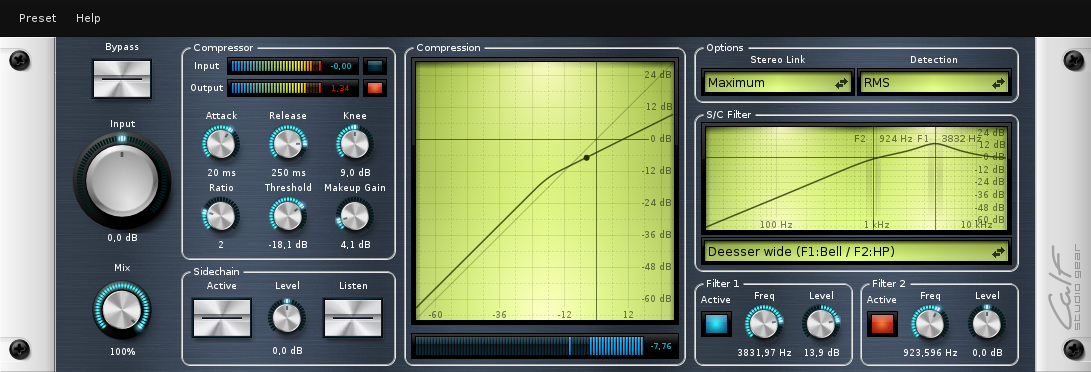 Preset Help
Bypass
Input
0,0 dB
Mix
100%
Compressor
Input -0,00
Output 1,34
Attack Release Knee
20 ms 250 ms 9,0 dB
Ratio Threshold Makeup Gain
2 -18,1 dB 4,1 dB
Sidechain
Active Level Listen
0,0 dB
Compression
24 dB
12 dB
0 dB
-12 dB
-24 dB
-36 dB
-48 dB
-60 dB
-60 -36 -12 12
-7,76
Options
Stereo Link Detection
Maximum RMS
S/C Filter
F2 924 Hz F1 3832 Hz
24 dB
12 dB
0 dB
-12 dB
-24 dB
-36 dB
-48 dB
-60 dB
100 Hz 1 kHz 10 kHz
Deesser wide (F1:Bell / F2:HP)
Filter 1
Active Freq Level
3831,97 Hz 13,9 dB
Filter 2
Active Freq Level
923,596 Hz 0,0 dB
Calf
studio gear